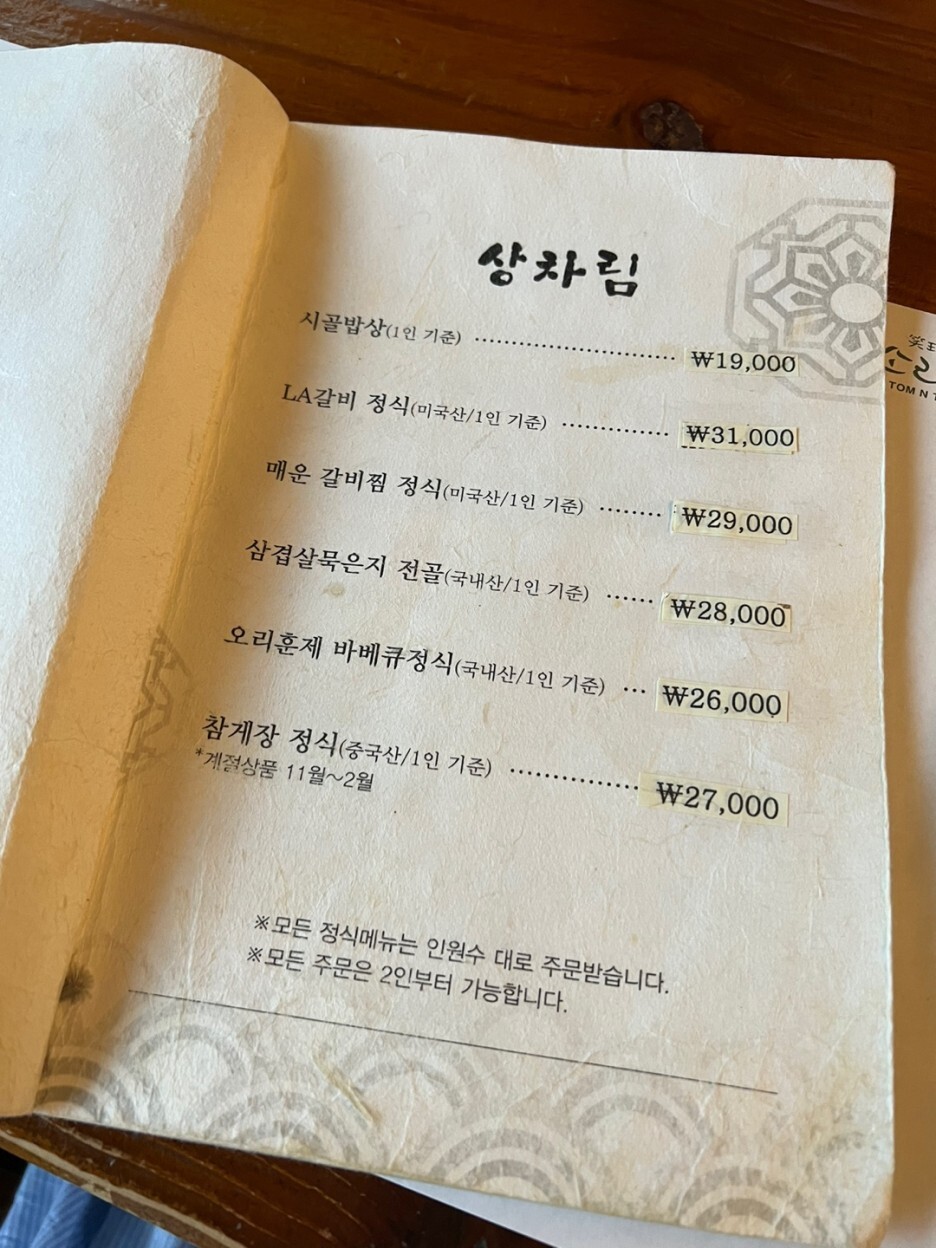 상차림
시골밥상(1인 기준) ································ ₩19,000
LA갈비 정식(미국산/1인 기준) ················ ₩31,000
매운 갈비찜 정식(미국산/1인 기준) ········· ₩29,000
삼겹살묵은지 전골(국내산/1인 기준) ······· ₩28,000
오리훈제 바베큐정식(국내산/1인 기준) ··· ₩26,000
참게장 정식(중국산/1인 기준) ··················· ₩27,000
*계절상품 11월~2월
※모든 정식메뉴는 인원수 대로 주문받습니다.
※모든 주문은 2인부터 가능합니다.
笑
소리
TOM N